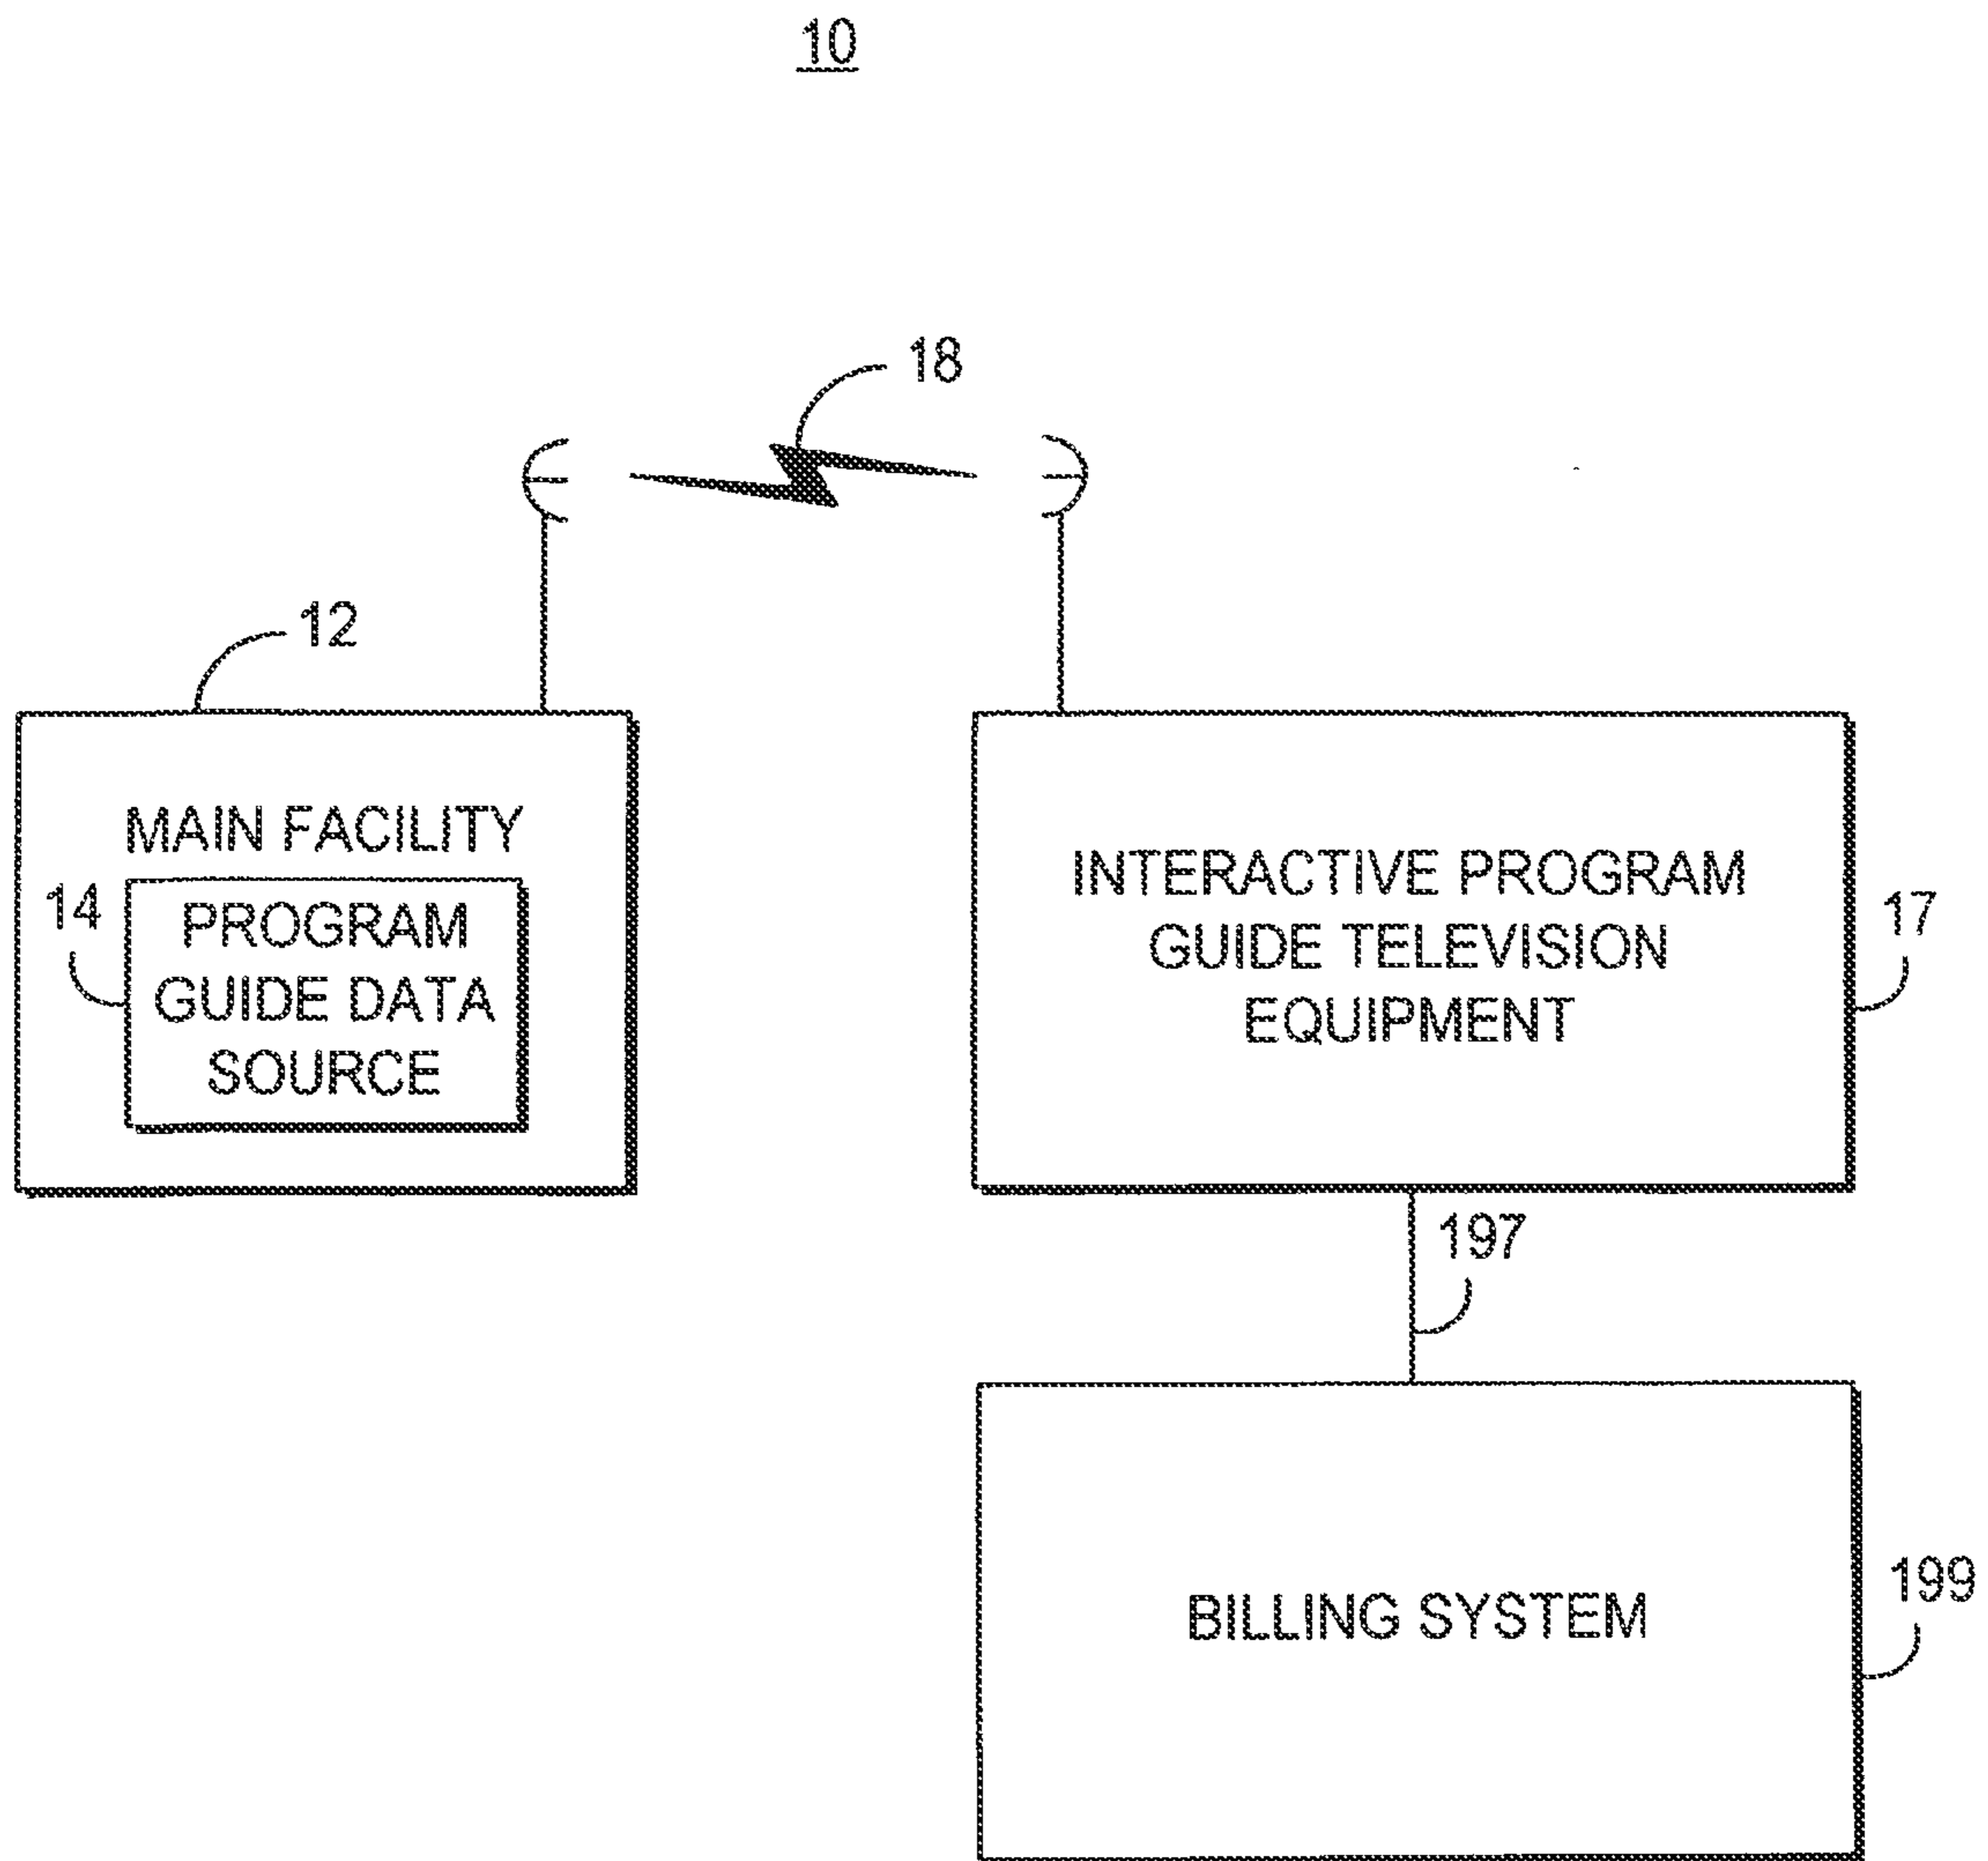 10
18
12
MAIN FACILITY
14
PROGRAM
GUIDE DATA
SOURCE
INTERACTIVE PROGRAM
GUIDE TELEVISION
EQUIPMENT
17
197
BILLING SYSTEM
199